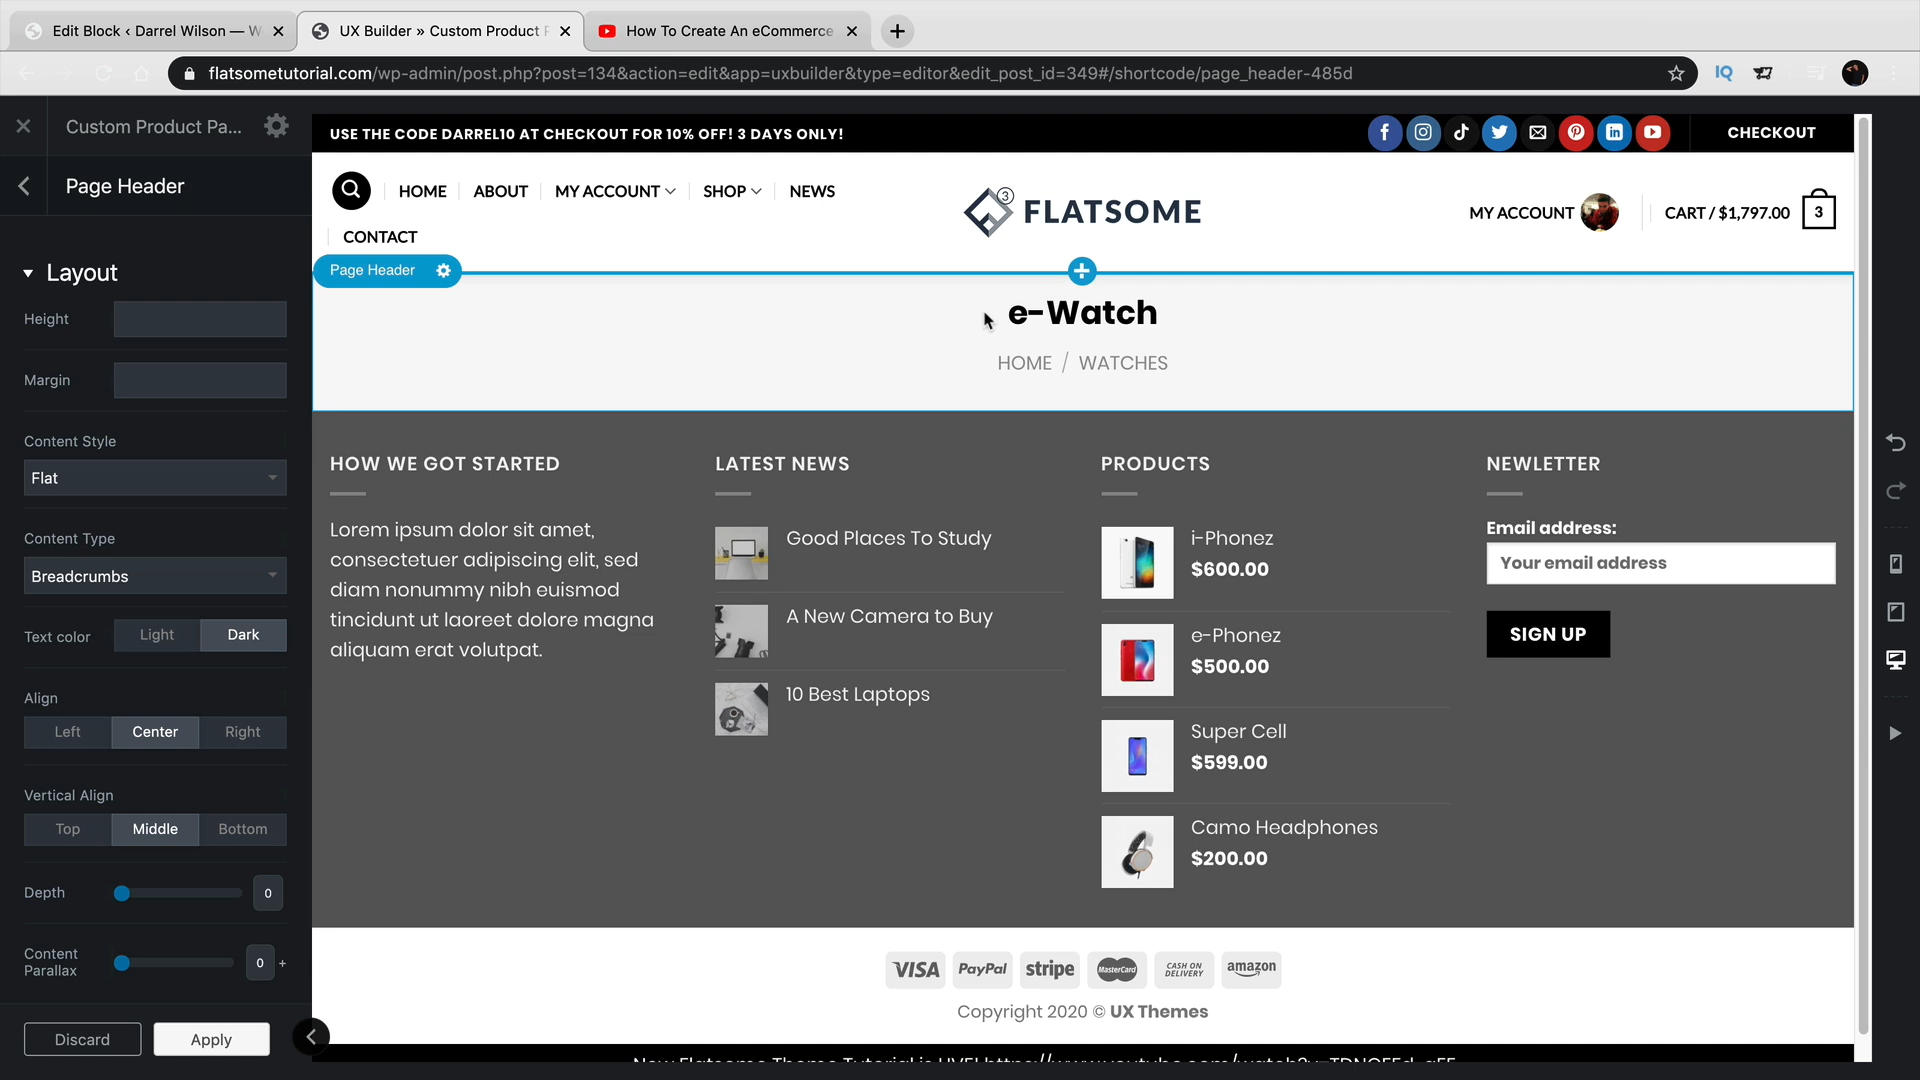 Edit Block ‹ Darrel Wilson — W
UX Builder » Custom Product P
How To Create An eCommerce
flatsometutorial.com/wp-admin/post.php?post=134&action=edit&app=uxbuilder&type=editor&edit_post_id=349#/shortcode/page_header-485d
IQ
Custom Product Pa...
Page Header
Layout
Height
Margin
Content Style
Flat
Content Type
Breadcrumbs
Text color
Light
Dark
Align
Left
Center
Right
Vertical Align
Top
Middle
Bottom
Depth
0
Content
Parallax
0
+
Discard
Apply
USE THE CODE DARREL10 AT CHECKOUT FOR 10% OFF! 3 DAYS ONLY!
CHECKOUT
HOME
ABOUT
MY ACCOUNT
SHOP
NEWS
CONTACT
3
FLATSOME
MY ACCOUNT
CART / $1,797.00
3
Page Header
e-Watch
HOME / WATCHES
HOW WE GOT STARTED
Lorem ipsum dolor sit amet,
consectetuer adipiscing elit, sed
diam nonummy nibh euismod
tincidunt ut laoreet dolore magna
aliquam erat volutpat.
LATEST NEWS
Good Places To Study
A New Camera to Buy
10 Best Laptops
PRODUCTS
i-Phonez
$600.00
e-Phonez
$500.00
Super Cell
$599.00
Camo Headphones
$200.00
NEWLETTER
Email address:
Your email address
SIGN UP
VISA
PayPal
stripe
MasterCard
CASH ON
DELIVERY
amazon
Copyright 2020 © UX Themes
New Flatsome Theme Tutorial is LIVE!